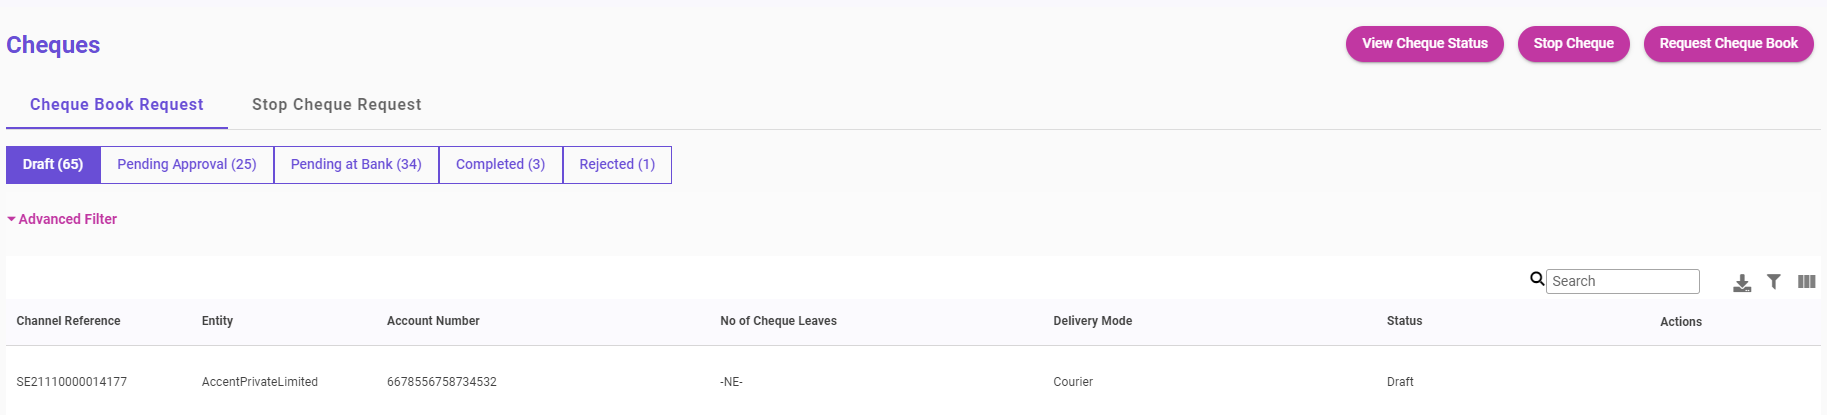 Cheques
View Cheque Status
Stop Cheque
Request Cheque Book
Cheque Book Request
Stop Cheque Request
Draft (65)
Pending Approval (25)
Pending at Bank (34)
Completed (3)
Rejected (1)
Advanced Filter
Search
Channel Reference
Entity
Account Number
No of Cheque Leaves
Delivery Mode
Status
Actions
SE21110000014177
AccentPrivateLimited
6678556758734532
-NE-
Courier
Draft